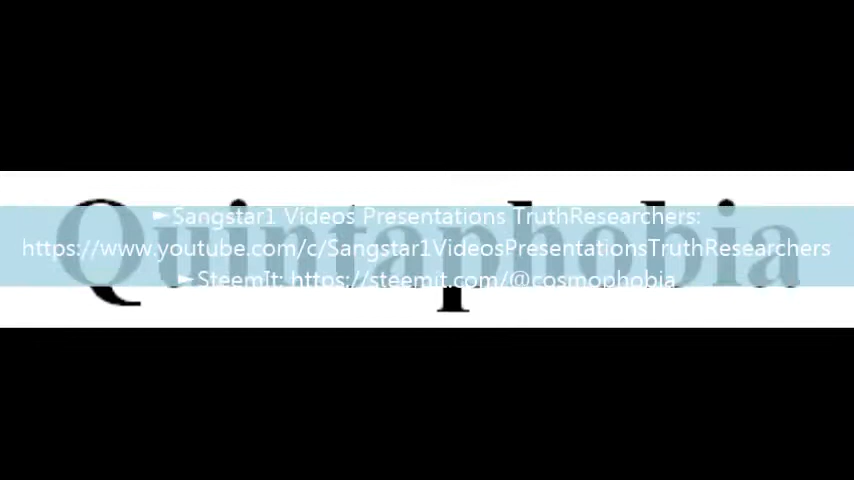 Quintaphobia
►Sangstar1 Videos Presentations TruthResearchers:
https://www.youtube.com/c/Sangstar1VideosPresentationsTruthResearchers
►SteemIt: https://steemit.com/@cosmophobia